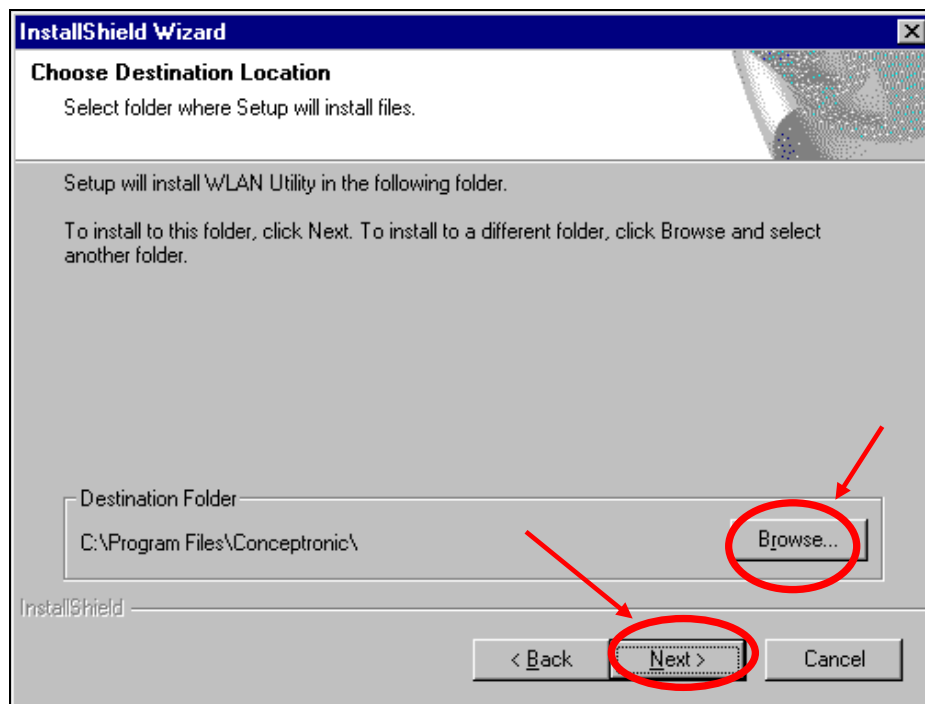 InstallShield Wizard
Choose Destination Location
Select folder where Setup will install files.
Setup will install WLAN Utility in the following folder.
To install to this folder, click Next. To install to a different folder, click Browse and select
another folder.
Destination Folder
C:\Program Files\Conceptronic\
Browse...
InstallShield
< Back
Next >
Cancel